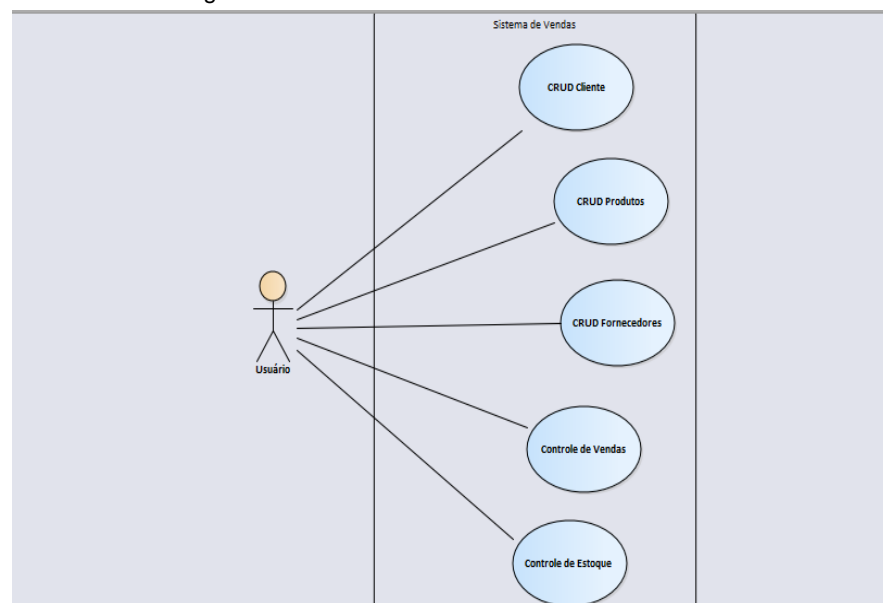 Sistema de Vendas
CRUD Cliente
CRUD Produtos
CRUD Fornecedores
Usuário
Controle de Vendas
Controle de Estoque